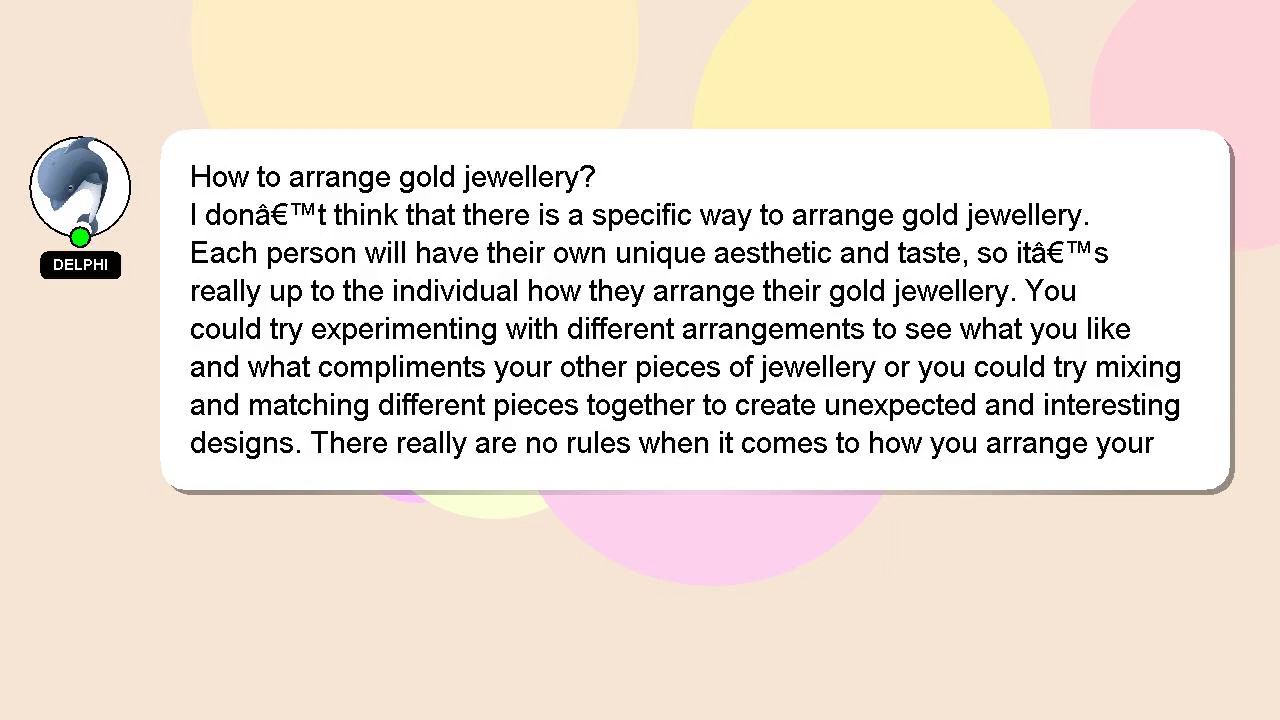 How to arrange gold jewellery?
I donâ€™t think that there is a specific way to arrange gold jewellery.
Each person will have their own unique aesthetic and taste, so itâ€™s
really up to the individual how they arrange their gold jewellery. You
could try experimenting with different arrangements to see what you like
and what compliments your other pieces of jewellery or you could try mixing
and matching different pieces together to create unexpected and interesting
designs. There really are no rules when it comes to how you arrange your
DELPHI